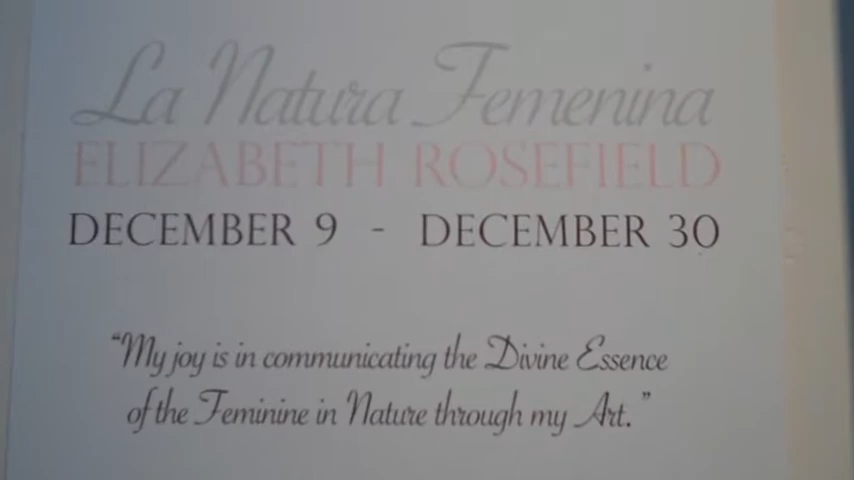 La Natura Femenina
ELIZABETH ROSEFIELD
DECEMBER 9 - DECEMBER 30
"My joy is in communicating the Divine Essence
of the Feminine in Nature through my Art."